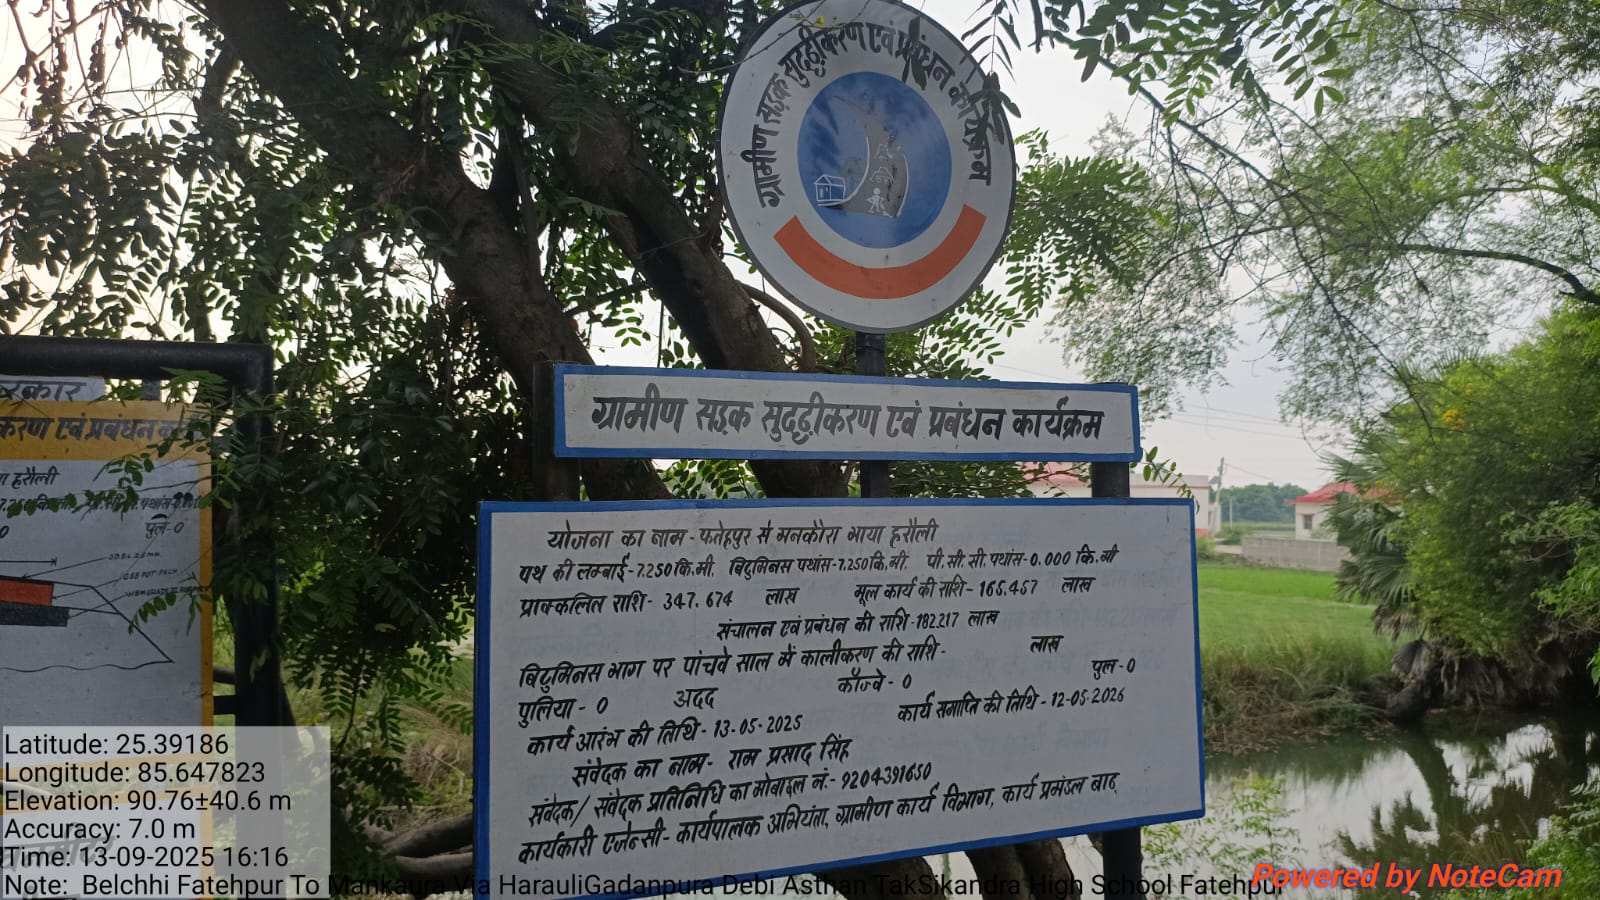 ग्रामीण सड़क सुदृढ़ीकरण एवं प्रबंधन कार्यक्रम
ग्रामीण सड़क सुदृढ़ीकरण एवं प्रबंधन कार्यक्रम
योजना का नाम - फतेहपुर से मनकौरा भाया हरौली
पथ की लम्बाई - 7.250 कि.मी. बिटुमिनस पथांस - 7.250 कि.मी. पी.सी.सी. पथांस - 0.000 कि.मी
प्राक्कलित राशि - 347.674 लाख मूल कार्य की राशि - 165.457 लाख
संचालन एवं प्रबंधन की राशि - 182.217 लाख
बिटुमिनस भाग पर पांचवे साल में कालीकरण की राशि - लाख
पुलिया - 0 अदद कॉज्वे - 0 पुल - 0
कार्य आरंभ की तिथि - 13-05-2025 कार्य समाप्ति की तिथि - 12-05-2026
संवेदक का नाम - राम प्रसाद सिंह
संवेदक / संवेदक प्रतिनिधि का मोबाइल नं. - 9204391650
कार्यकारी एजेन्सी - कार्यपालक अभियंता, ग्रामीण कार्य विभाग, कार्य प्रमंडल बाढ़
करण एवं प्रबंधन
हरौली
पुल - 0
Latitude: 25.39186
Longitude: 85.647823
Elevation: 90.76±40.6 m
Accuracy: 7.0 m
Time: 13-09-2025 16:16
Note: Belchhi Fatehpur To Mankaura Via HarauliGadanpura Debi Asthan TakSikandra High School Fatehpur
Powered by NoteCam